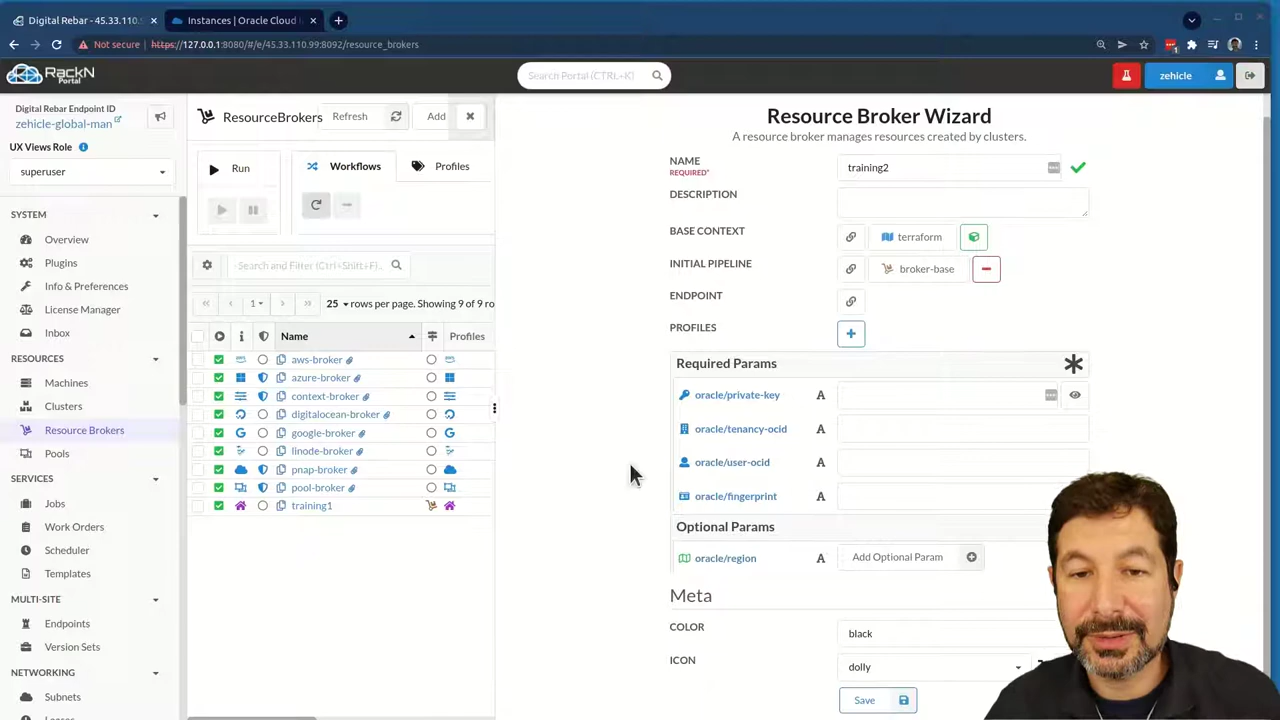 Digital Rebar - 45.33.110.9
Instances | Oracle Cloud I
Not secure
https://127.0.0.1:8080/#/e/45.33.110.99:8092/resource_brokers
RackN
Portal
Search Portal (CTRL+K)
zehicle
Digital Rebar Endpoint ID
zehicle-global-man
UX Views Role
superuser
SYSTEM
Overview
Plugins
Info & Preferences
License Manager
Inbox
RESOURCES
Machines
Clusters
Resource Brokers
Pools
SERVICES
Jobs
Work Orders
Scheduler
Templates
MULTI-SITE
Endpoints
Version Sets
NETWORKING
Subnets
ResourceBrokers
Refresh
Add
Run
Workflows
Profiles
Search and Filter (Ctrl+Shift+F)...
1
25 rows per page. Showing 9 of 9 ro
Name
Profiles
aws-broker
azure-broker
context-broker
digitalocean-broker
google-broker
linode-broker
pnap-broker
pool-broker
training1
Resource Broker Wizard
A resource broker manages resources created by clusters.
NAME
REQUIRED*
training2
DESCRIPTION
BASE CONTEXT
terraform
INITIAL PIPELINE
broker-base
ENDPOINT
PROFILES
Required Params
oracle/private-key
A
oracle/tenancy-ocid
A
oracle/user-ocid
A
oracle/fingerprint
A
Optional Params
oracle/region
A
Add Optional Param
Meta
COLOR
black
ICON
dolly
Save